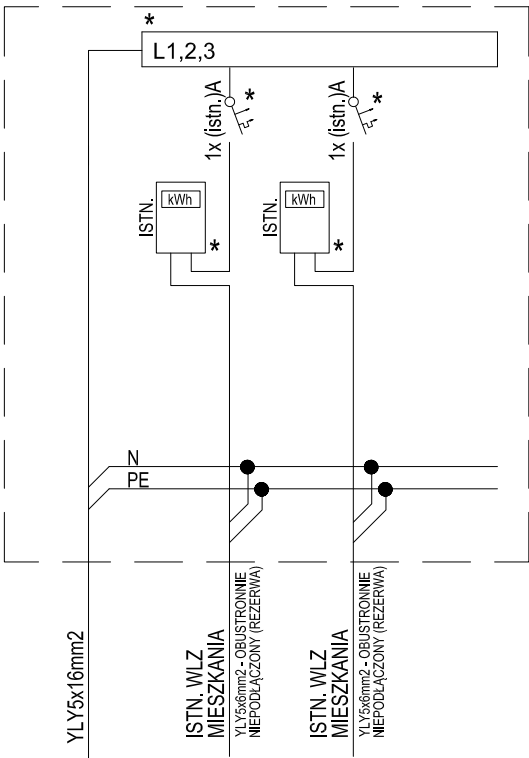 *
L1,2,3
1x (istn.)A
*
1x (istn.)A
*
ISTN.
kWh
*
ISTN.
kWh
*
N
PE
YLY5x16mm2
ISTN. WLZ
MIESZKANIA
YLY5x6mm2 - OBUSTRONNIE
NIEPODŁĄCZONY (REZERWA)
ISTN. WLZ
MIESZKANIA
YLY5x6mm2 - OBUSTRONNIE
NIEPODŁĄCZONY (REZERWA)